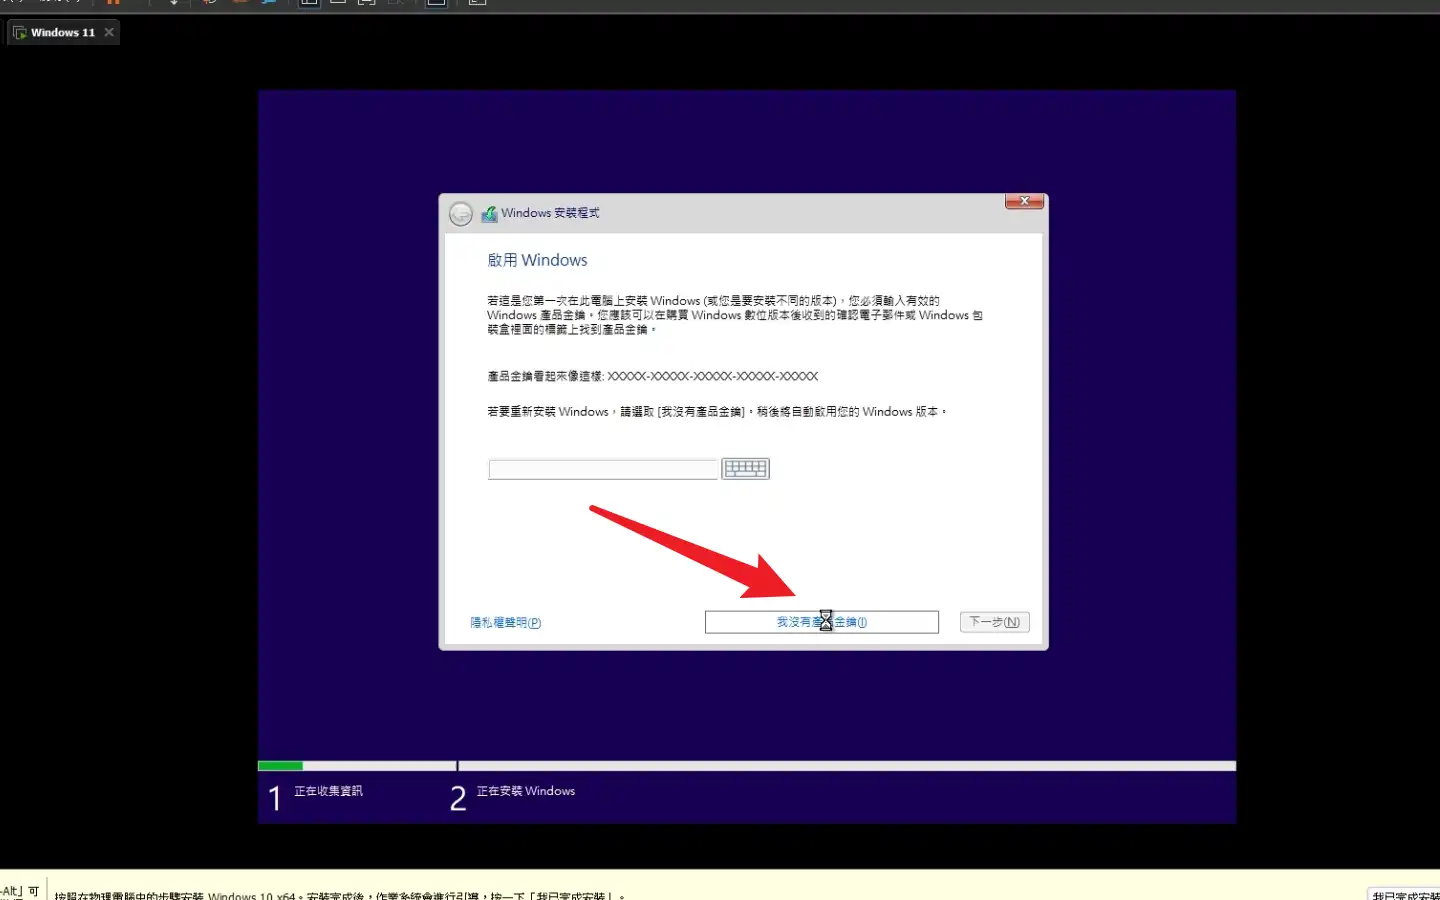 Windows 11
Windows 安裝程式
啟用 Windows
若這是您第一次在此電腦上安裝 Windows (或您是要安裝不同的版本)，您必須輸入有效的
Windows 產品金鑰。您應該可以在購買 Windows 數位版本後收到的確認電子郵件或 Windows 包
裝盒裡面的標籤上找到產品金鑰。
產品金鑰看起來像這樣: XXXXX-XXXXX-XXXXX-XXXXX-XXXXX
若要重新安裝 Windows，請選取 [我沒有產品金鑰]。稍後將自動啟用您的 Windows 版本。
隱私權聲明(P)
我沒有產金鑰(I)
下一步(N)
1 正在收集資訊
2 正在安裝 Windows
-Alt」可
按照在物理電腦中的步驟安裝 Windows 10 x64。安裝完成後，作業系統會進行引導，按一下「我已完成安裝」。
我已完成安裝